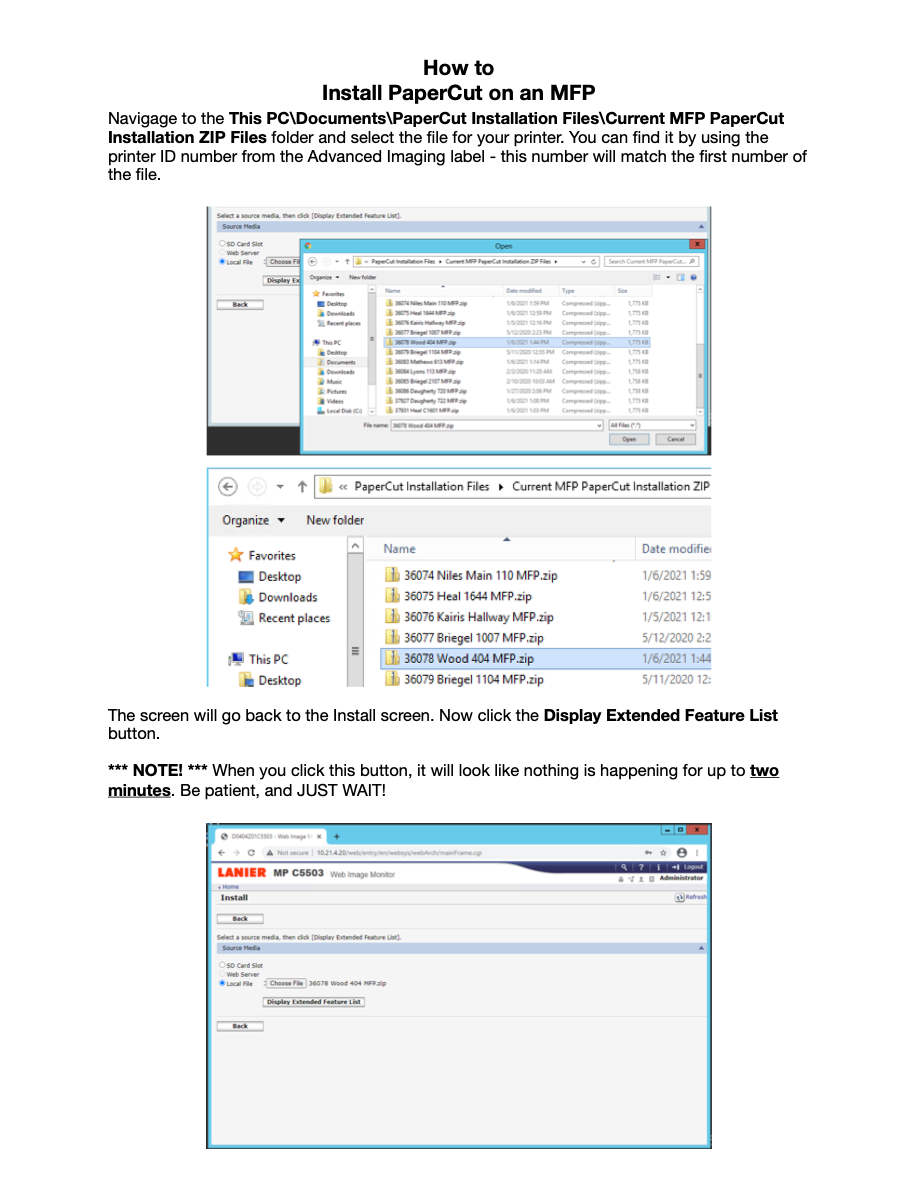 How to
Install PaperCut on an MFP
Navigage to the This PC\Documents\PaperCut Installation Files\Current MFP PaperCut
Installation ZIP Files folder and select the file for your printer. You can find it by using the
printer ID number from the Advanced Imaging label - this number will match the first number of
the file.
Select a source media, then click [Display Extended Feature List].
Source Media
SD Card Slot
Web Server
Local File : Choose Fil
Display Ex
Back
Open
« PaperCut Installation Files Current MFP PaperCut Installation ZIP Files
Search Current MFP PaperCut...
Organize New folder
Name Date modified Type Size
Favorites
Desktop
Downloads
Recent places
This PC
Desktop
Documents
Downloads
Music
Pictures
Videos
Local Disk (C:)
36074 Niles Main 110 MFP.zip 1/6/2021 1:59 PM Compressed (zipp... 1,775 KB
36075 Heal 1644 MFP.zip 1/6/2021 12:59 PM Compressed (zipp... 1,775 KB
36076 Kairis Hallway MFP.zip 1/5/2021 12:16 PM Compressed (zipp... 1,775 KB
36077 Briegel 1007 MFP.zip 5/12/2020 2:23 PM Compressed (zipp... 1,775 KB
36078 Wood 404 MFP.zip 1/6/2021 1:44 PM Compressed (zipp... 1,775 KB
36079 Briegel 1104 MFP.zip 5/11/2020 12:55 PM Compressed (zipp... 1,775 KB
36083 Mathews 613 MFP.zip 1/6/2021 1:14 PM Compressed (zipp... 1,775 KB
36084 Lyons 113 MFP.zip 2/3/2020 11:20 AM Compressed (zipp... 1,758 KB
36085 Briegel 2107 MFP.zip 2/10/2020 10:03 AM Compressed (zipp... 1,758 KB
36086 Daugherty 720 MFP.zip 1/27/2020 2:06 PM Compressed (zipp... 1,758 KB
37927 Daugherty 722 MFP.zip 1/6/2021 1:08 PM Compressed (zipp... 1,775 KB
37931 Heal C1601 MFP.zip 1/6/2021 1:03 PM Compressed (zipp... 1,775 KB
File name: 36078 Wood 404 MFP.zip All Files (*.*)
Open Cancel
« PaperCut Installation Files Current MFP PaperCut Installation ZIP
Organize New folder
Name Date modifie
Favorites
Desktop
Downloads
Recent places
This PC
Desktop
36074 Niles Main 110 MFP.zip 1/6/2021 1:59
36075 Heal 1644 MFP.zip 1/6/2021 12:5
36076 Kairis Hallway MFP.zip 1/5/2021 12:1
36077 Briegel 1007 MFP.zip 5/12/2020 2:2
36078 Wood 404 MFP.zip 1/6/2021 1:44
36079 Briegel 1104 MFP.zip 5/11/2020 12:
The screen will go back to the Install screen. Now click the Display Extended Feature List
button.
*** NOTE! *** When you click this button, it will look like nothing is happening for up to two
minutes. Be patient, and JUST WAIT!
D0404Z01C5503 - Web Image M
Not secure | 10.21.4.20/web/entry/en/websys/webArch/mainFrame.cgi
LANIER MP C5503 Web Image Monitor
Logout
Administrator
Home
Install
Refresh
Back
Select a source media, then click [Display Extended Feature List].
Source Media
SD Card Slot
Web Server
Local File : Choose File 36078 Wood 404 MFP.zip
Display Extended Feature List
Back